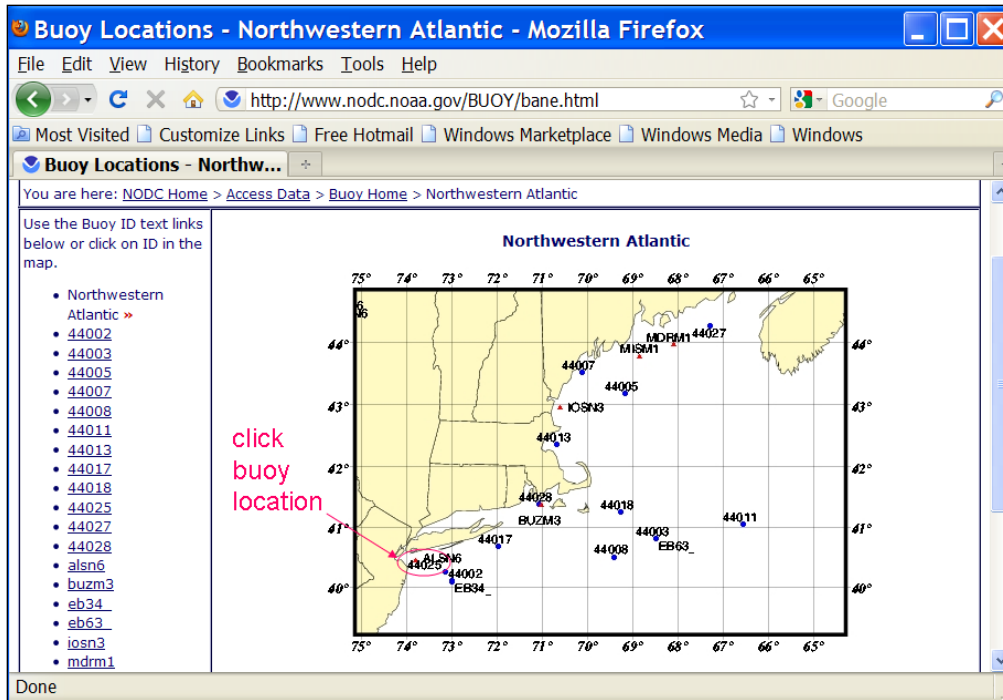 Buoy Locations - Northwestern Atlantic - Mozilla Firefox
File Edit View History Bookmarks Tools Help
http://www.nodc.noaa.gov/BUOY/bane.html
Google
Most Visited Customize Links Free Hotmail Windows Marketplace Windows Media Windows
Buoy Locations - Northw...
You are here: NODC Home > Access Data > Buoy Home > Northwestern Atlantic
Use the Buoy ID text links
below or click on ID in the
map.
• Northwestern
Atlantic »
• 44002
• 44003
• 44005
• 44007
• 44008
• 44011
• 44013
• 44017
• 44018
• 44025
• 44027
• 44028
• alsn6
• buzm3
• eb34_
• eb63_
• iosn3
• mdrm1
Northwestern Atlantic
75° 74° 73° 72° 71° 70° 69° 68° 67° 66° 65°
44° 44°
43° 43°
42° 42°
41° 41°
40° 40°
N6
MDRM1 44027
MISM1
44007
44005
IOSN3
44013
44028
BUZM3
44018
44011
44003
EB63_
44017
44008
ALSN6
44025
44002
EB34_
75° 74° 73° 72° 71° 70° 69° 68° 67° 66° 65°
click
buoy
location
Done